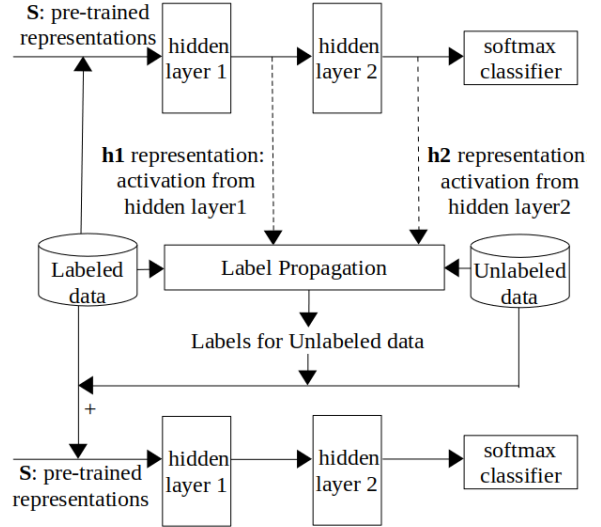 S: pre-trained
representations
hidden
layer 1
hidden
layer 2
softmax
classifier
h1 representation:
activation from
hidden layer1
h2 representation
activation from
hidden layer2
Labeled
data
Label Propagation
Unlabeled
data
Labels for Unlabeled data
+
S: pre-trained
representations
hidden
layer 1
hidden
layer 2
softmax
classifier